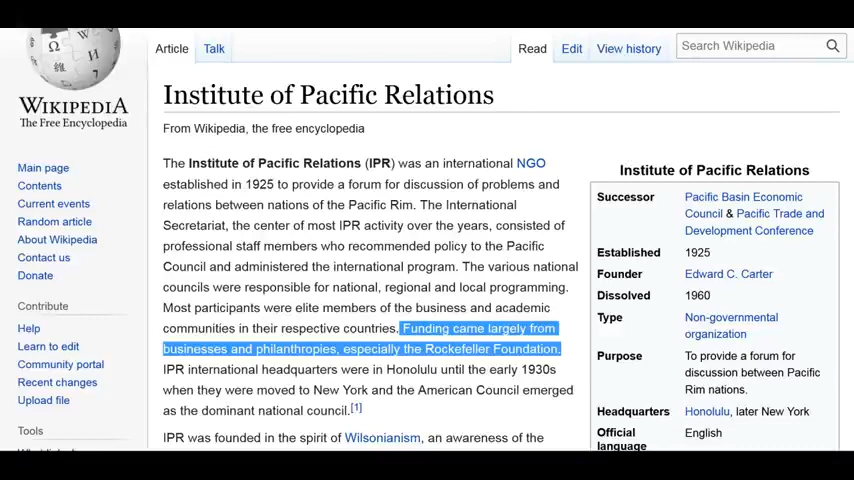 Article
Talk
Read
Edit
View history
Search Wikipedia
WIKIPEDIA
The Free Encyclopedia
Main page
Contents
Current events
Random article
About Wikipedia
Contact us
Donate
Contribute
Help
Learn to edit
Community portal
Recent changes
Upload file
Tools
Institute of Pacific Relations
From Wikipedia, the free encyclopedia
The Institute of Pacific Relations (IPR) was an international NGO
established in 1925 to provide a forum for discussion of problems and
relations between nations of the Pacific Rim. The International
Secretariat, the center of most IPR activity over the years, consisted of
professional staff members who recommended policy to the Pacific
Council and administered the international program. The various national
councils were responsible for national, regional and local programming.
Most participants were elite members of the business and academic
communities in their respective countries. Funding came largely from
businesses and philanthropies, especially the Rockefeller Foundation.
IPR international headquarters were in Honolulu until the early 1930s
when they were moved to New York and the American Council emerged
as the dominant national council.[1]
IPR was founded in the spirit of Wilsonianism, an awareness of the
Institute of Pacific Relations
Successor Pacific Basin Economic
Council & Pacific Trade and
Development Conference
Established 1925
Founder Edward C. Carter
Dissolved 1960
Type Non-governmental
organization
Purpose To provide a forum for
discussion between Pacific
Rim nations.
Headquarters Honolulu, later New York
Official English
language